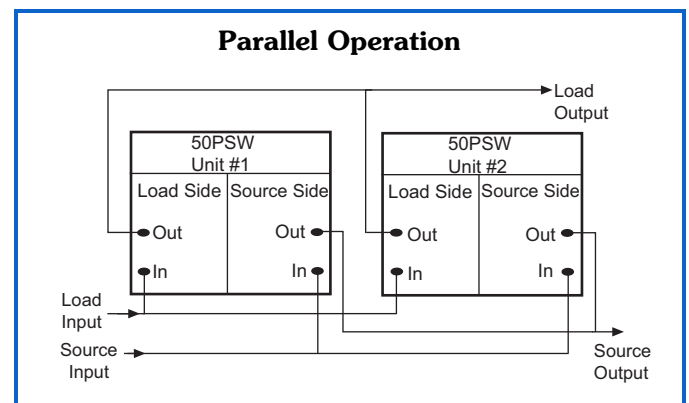 Parallel Operation
Load
Output
50PSW
Unit #1
Load Side
Source Side
Out
Out
In
In
50PSW
Unit #2
Load Side
Source Side
Out
Out
In
In
Load
Input
Source
Input
Source
Output